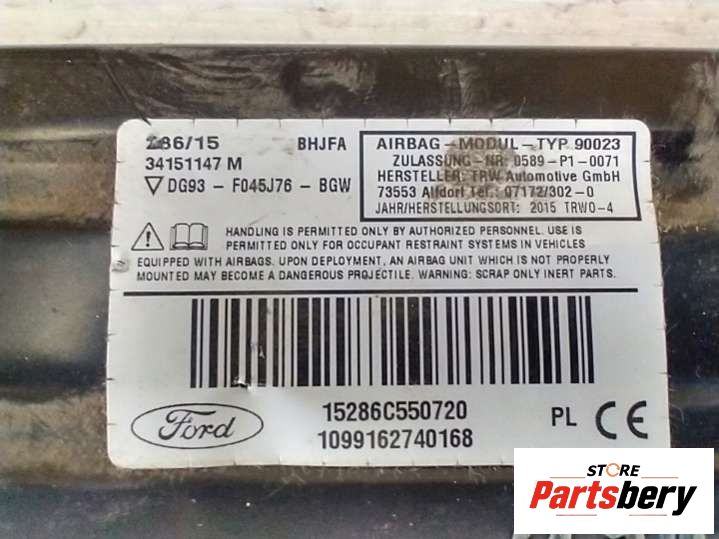 286/15 BHJFA
34151147 M
DG93 - F045J76 - BGW
AIRBAG-MODUL-TYP 90023
ZULASSUNG-NR: 0589-P1-0071
HERSTELLER: TRW Automotive GmbH
73553 Alfdorf Tel.: 07172/302-0
JAHR/HERSTELLUNGSORT: 2015 TRWO-4
HANDLING IS PERMITTED ONLY BY AUTHORIZED PERSONNEL. USE IS
PERMITTED ONLY FOR OCCUPANT RESTRAINT SYSTEMS IN VEHICLES
EQUIPPED WITH AIRBAGS. UPON DEPLOYMENT, AN AIRBAG UNIT WHICH IS NOT PROPERLY
MOUNTED MAY BECOME A DANGEROUS PROJECTILE. WARNING: SCRAP ONLY INERT PARTS.
Ford
15286C550720
1099162740168
PL CE
STORE
Partsbery